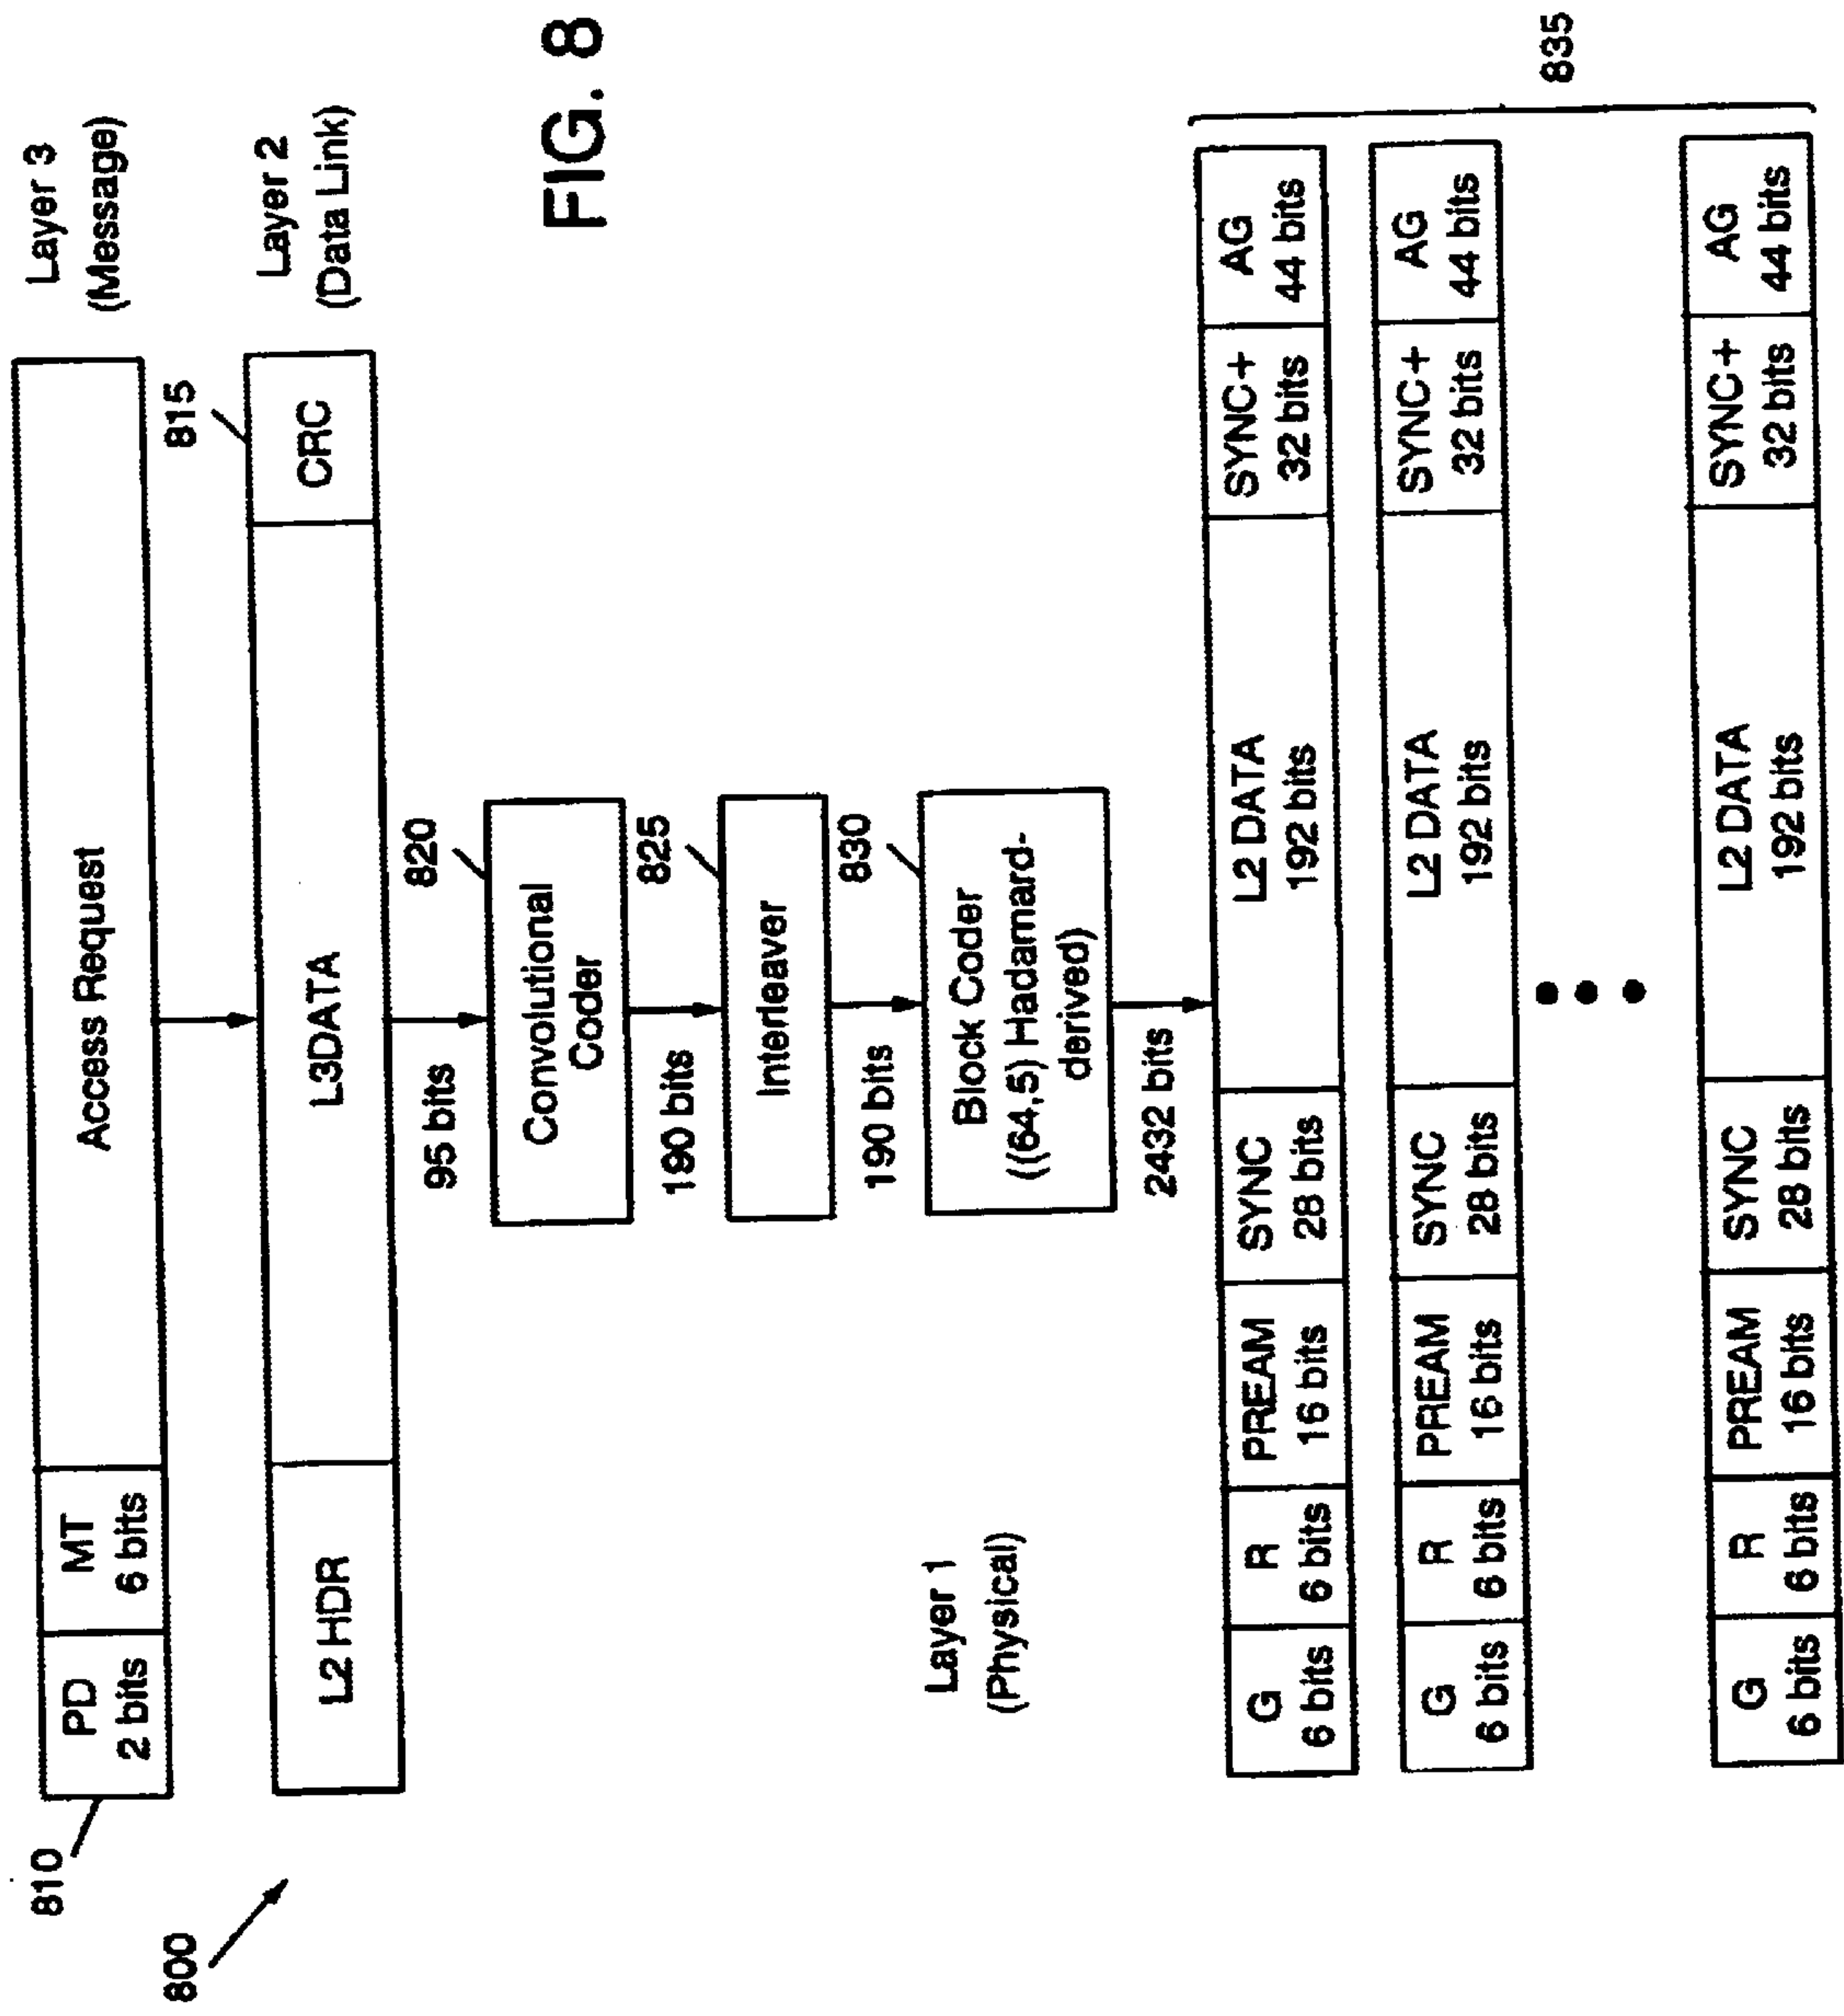 800
810
PD
2 bits
MT
6 bits
Access Request
Layer 3
(Message)
815
L2 HDR
L3DATA
CRC
Layer 2
(Data Link)
95 bits
820
Convolutional
Coder
FIG. 8
190 bits
825
Interleaver
190 bits
830
Layer 1
(Physical)
Block Coder
((64,5) Hadamard-
derived)
2432 bits
G
6 bits
R
6 bits
PREAM
16 bits
SYNC
28 bits
L2 DATA
192 bits
SYNC+
32 bits
AG
44 bits
G
6 bits
R
6 bits
PREAM
16 bits
SYNC
28 bits
L2 DATA
192 bits
SYNC+
32 bits
AG
44 bits
835
G
6 bits
R
6 bits
PREAM
16 bits
SYNC
28 bits
L2 DATA
192 bits
SYNC+
32 bits
AG
44 bits